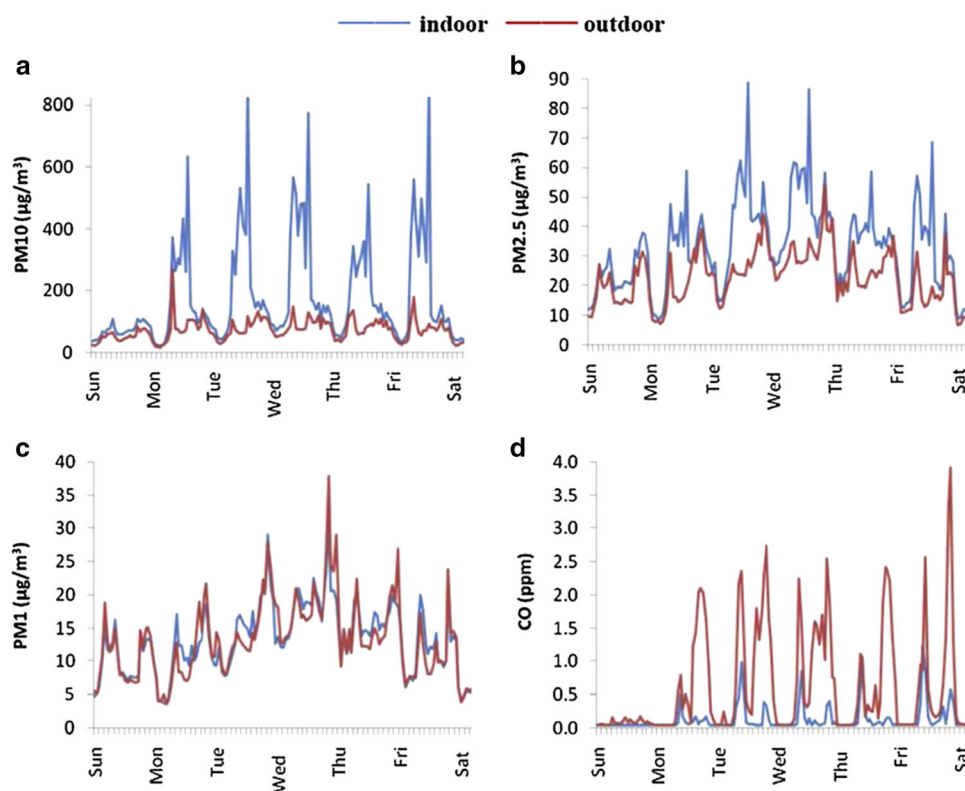 indoor outdoor
a
PM10 (µg/m³)
800
600
400
200
0
Sun Mon Tue Wed Thu Fri Sat
b
PM2.5 (µg/m³)
90
80
70
60
50
40
30
20
10
0
Sun Mon Tue Wed Thu Fri Sat
c
PM1 (µg/m³)
40
35
30
25
20
15
10
5
0
Sun Mon Tue Wed Thu Fri Sat
d
CO (ppm)
4.0
3.5
3.0
2.5
2.0
1.5
1.0
0.5
0.0
Sun Mon Tue Wed Thu Fri Sat